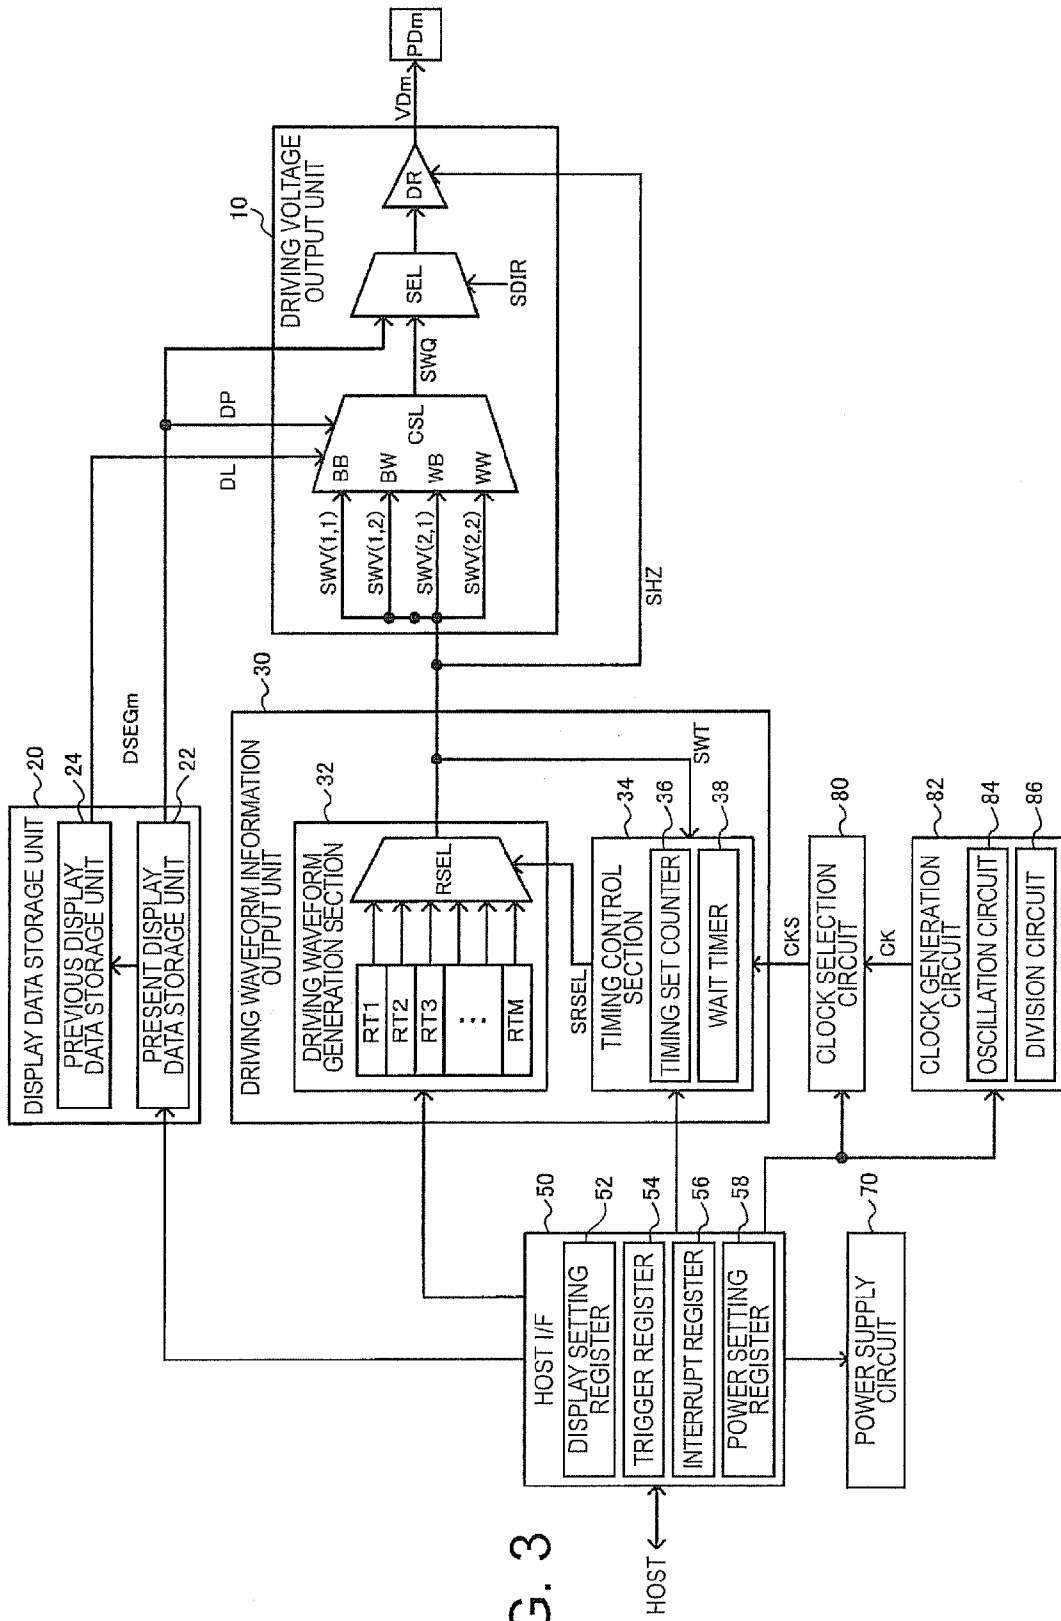 G. 3
HOST
HOST I/F
50
DISPLAY SETTING
REGISTER
52
TRIGGER REGISTER
54
INTERRUPT REGISTER
56
POWER SETTING
REGISTER
58
POWER SUPPLY
CIRCUIT
70
DISPLAY DATA STORAGE UNIT
20
PREVIOUS DISPLAY
DATA STORAGE UNIT
24
PRESENT DISPLAY
DATA STORAGE UNIT
22
DSEGm
DRIVING WAVEFORM INFORMATION
OUTPUT UNIT
30
DRIVING WAVEFORM
GENERATION SECTION
32
RT1
RT2
RT3
...
RTM
RSEL
SRSEL
SWT
TIMING CONTROL
SECTION
34
TIMING SET COUNTER
36
WAIT TIMER
38
CKS
CLOCK SELECTION
CIRCUIT
80
CK
CLOCK GENERATION
CIRCUIT
82
OSCILLATION CIRCUIT
84
DIVISION CIRCUIT
86
DRIVING VOLTAGE
OUTPUT UNIT
10
DL
DP
SWV(1,1)
SWV(1,2)
SWV(2,1)
SWV(2,2)
BB
BW
WB
WW
CSL
SWQ
SEL
SDIR
DR
SHZ
VDm
PDm